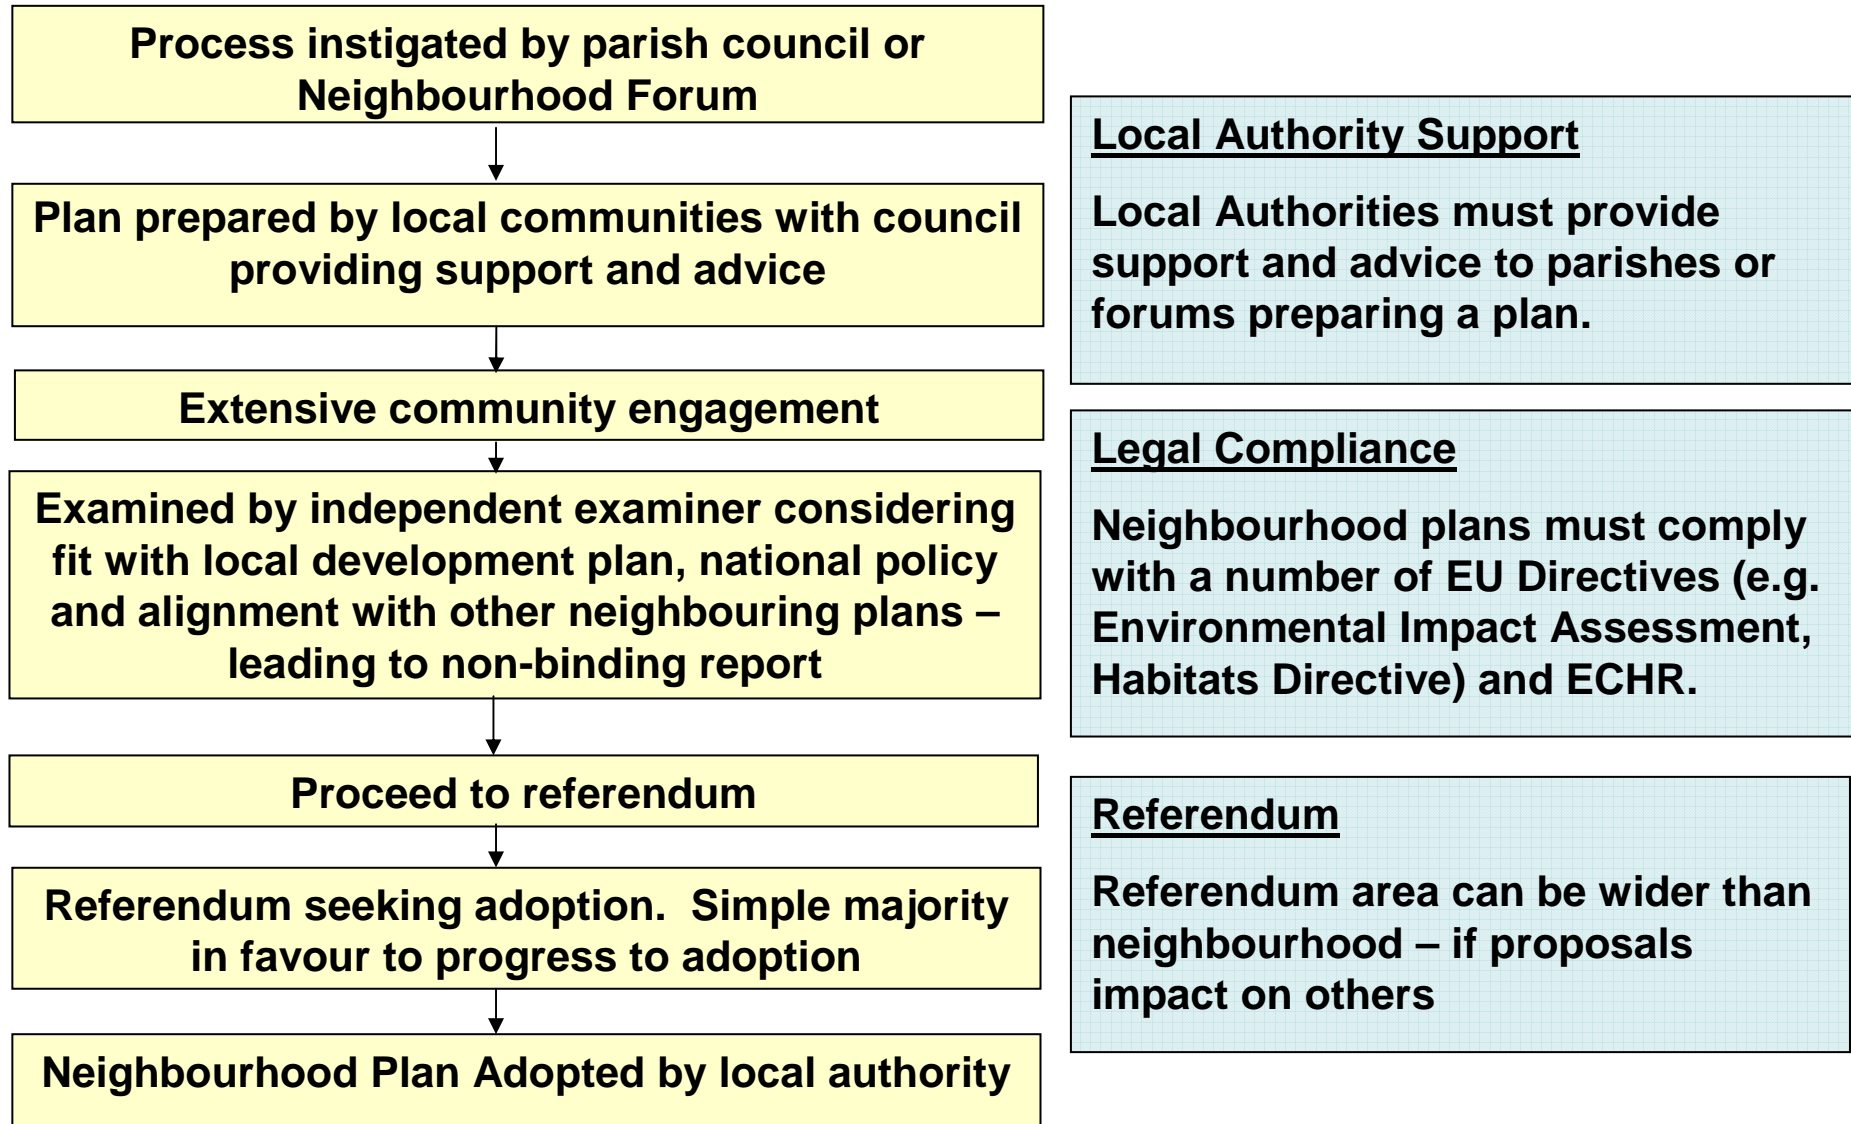 Process instigated by parish council or
Neighbourhood Forum
Plan prepared by local communities with council
providing support and advice
Extensive community engagement
Examined by independent examiner considering
fit with local development plan, national policy
and alignment with other neighbouring plans –
leading to non-binding report
Proceed to referendum
Referendum seeking adoption.  Simple majority
in favour to progress to adoption
Neighbourhood Plan Adopted by local authority
Local Authority Support
Local Authorities must provide
support and advice to parishes or
forums preparing a plan.
Legal Compliance
Neighbourhood plans must comply
with a number of EU Directives (e.g.
Environmental Impact Assessment,
Habitats Directive) and ECHR.
Referendum
Referendum area can be wider than
neighbourhood – if proposals
impact on others